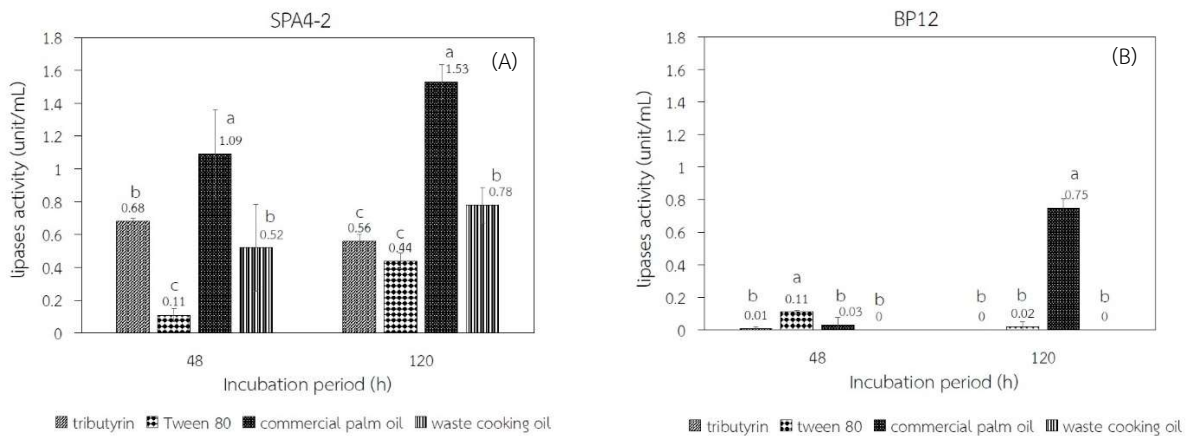 SPA4-2
(A)
lipases activity (unit/mL)
1.8
1.6
1.4
1.2
1
0.8
0.6
0.4
0.2
0
b
0.68
c
0.11
a
1.09
b
0.52
c
0.56
c
0.44
a
1.53
b
0.78
48
120
Incubation period (h)
tributyrin Tween 80 commercial palm oil waste cooking oil
BP12
(B)
lipases activity (unit/mL)
1.8
1.6
1.4
1.2
1
0.8
0.6
0.4
0.2
0
b
0.01
a
0.11
b
0.03
b
0
b
0
b
0.02
a
0.75
b
0
48
120
Incubation period (h)
tributyrin tween 80 commercial palm oil waste cooking oil